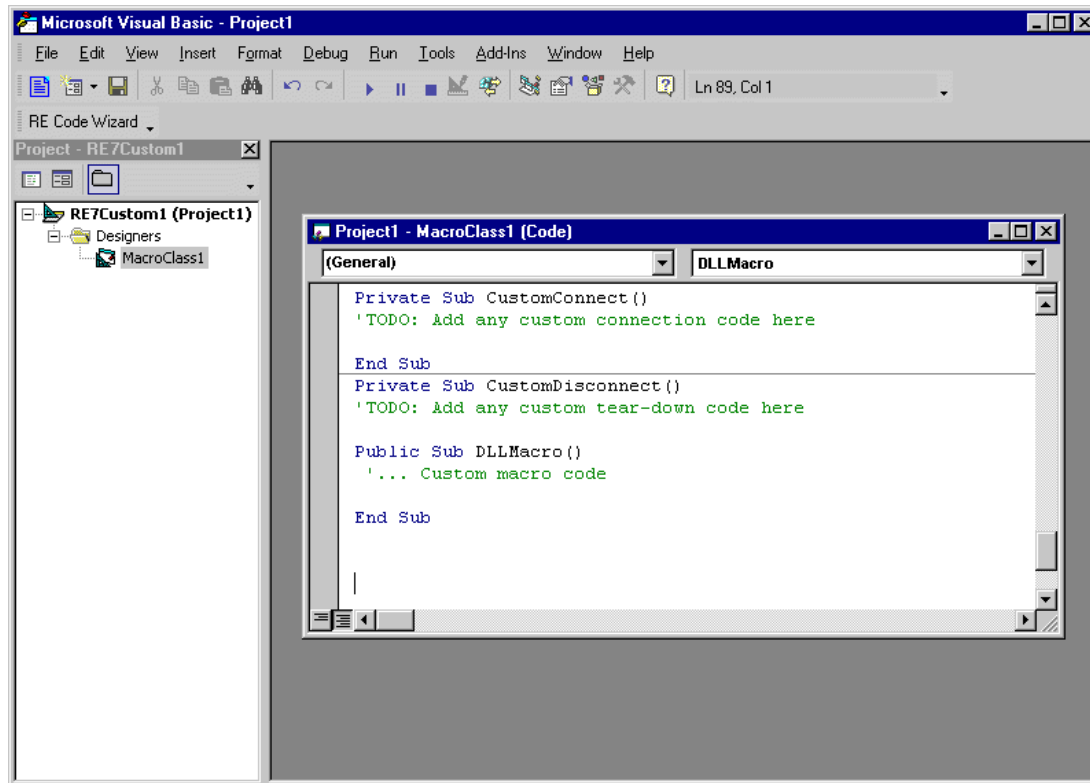 Microsoft Visual Basic - Project1
File Edit View Insert Format Debug Run Tools Add-Ins Window Help
Ln 89, Col 1
RE Code Wizard
Project - RE7Custom1
RE7Custom1 (Project1)
Designers
MacroClass1
Project1 - MacroClass1 (Code)
(General) DLLMacro
Private Sub CustomConnect()
'TODO: Add any custom connection code here
End Sub
Private Sub CustomDisconnect()
'TODO: Add any custom tear-down code here
Public Sub DLLMacro()
'... Custom macro code
End Sub